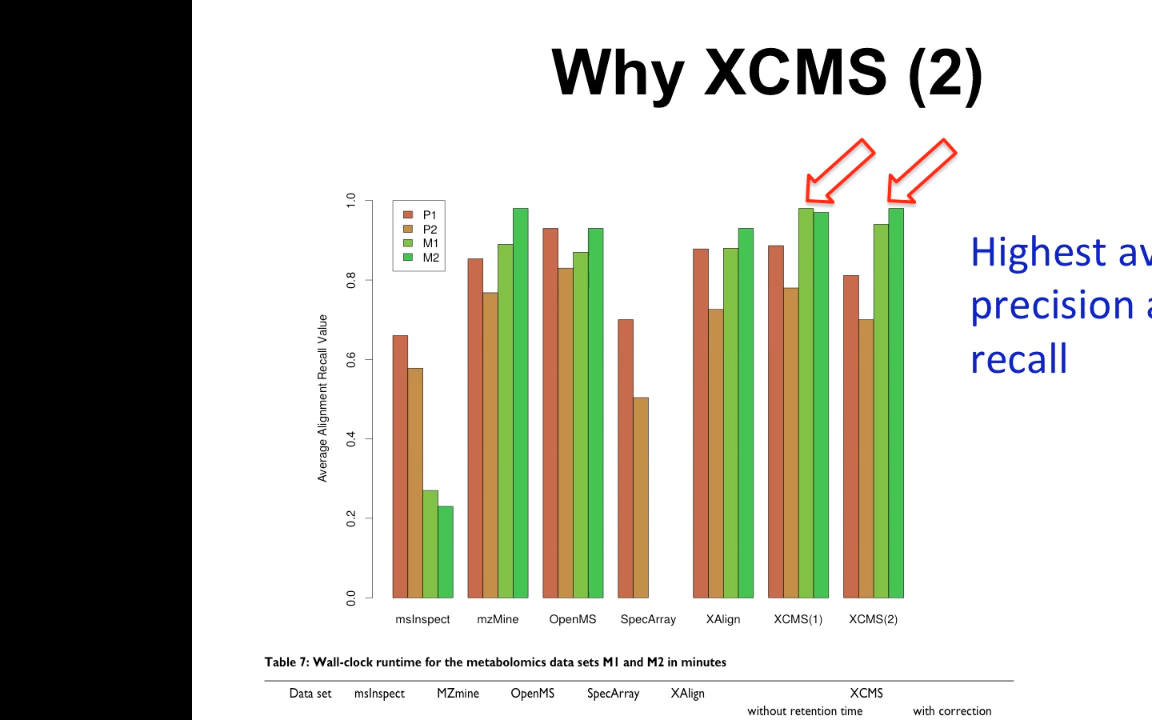 Why XCMS (2)
P1
P2
M1
M2
Highest
precision
recall
Average Alignment Recall Value
0.0 0.2 0.4 0.6 0.8 1.0
msInspect mzMine OpenMS SpecArray XAlign XCMS(1) XCMS(2)
Table 7: Wall-clock runtime for the metabolomics data sets M1 and M2 in minutes
Data set msInspect MZmine OpenMS SpecArray XAlign XCMS
without retention time with correction